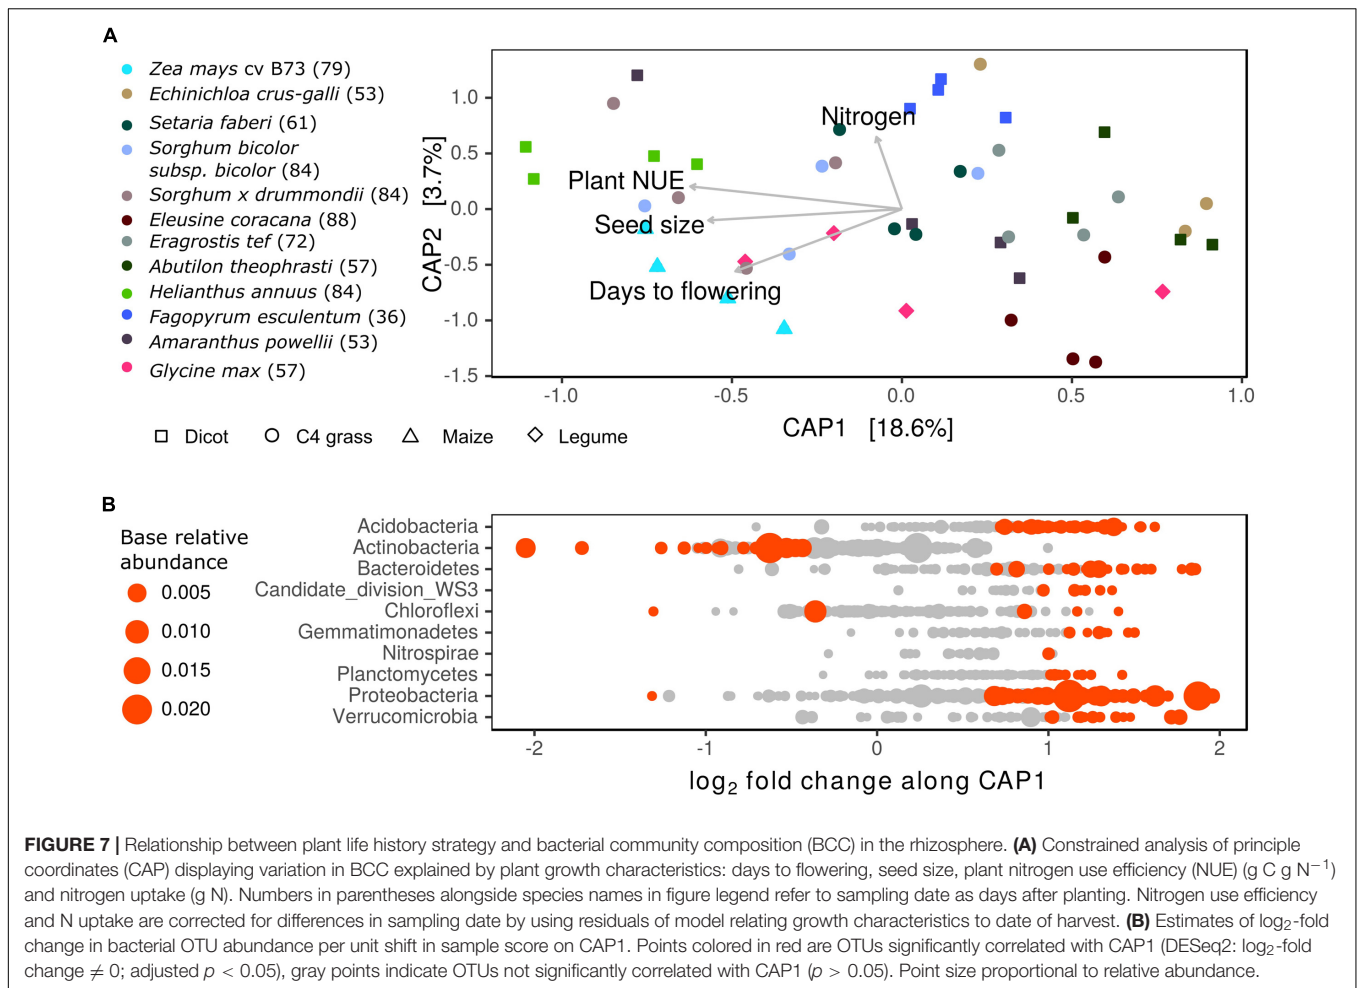 A
Zea mays cv B73 (79)
Echinichloa crus-galli (53)
Setaria faberi (61)
Sorghum bicolor
subsp. bicolor (84)
Sorghum x drummondii (84)
Eleusine coracana (88)
Eragrostis tef (72)
Abutilon theophrasti (57)
Helianthus annuus (84)
Fagopyrum esculentum (36)
Amaranthus powellii (53)
Glycine max (57)
Dicot
C4 grass
Maize
Legume
CAP2 [3.7%]
1.0
0.5
0.0
-0.5
-1.0
-1.5
Nitrogen
Plant NUE
Seed size
Days to flowering
-1.0 -0.5 0.0 0.5 1.0
CAP1 [18.6%]
B
Base relative
abundance
0.005
0.010
0.015
0.020
Acidobacteria
Actinobacteria
Bacteroidetes
Candidate_division_WS3
Chloroflexi
Gemmatimonadetes
Nitrospirae
Planctomycetes
Proteobacteria
Verrucomicrobia
-2 -1 0 1 2
log₂ fold change along CAP1
FIGURE 7 | Relationship between plant life history strategy and bacterial community composition (BCC) in the rhizosphere. (A) Constrained analysis of principle
coordinates (CAP) displaying variation in BCC explained by plant growth characteristics: days to flowering, seed size, plant nitrogen use efficiency (NUE) (g C g N⁻¹)
and nitrogen uptake (g N). Numbers in parentheses alongside species names in figure legend refer to sampling date as days after planting. Nitrogen use efficiency
and N uptake are corrected for differences in sampling date by using residuals of model relating growth characteristics to date of harvest. (B) Estimates of log₂-fold
change in bacterial OTU abundance per unit shift in sample score on CAP1. Points colored in red are OTUs significantly correlated with CAP1 (DESeq2: log₂-fold
change ≠ 0; adjusted p < 0.05), gray points indicate OTUs not significantly correlated with CAP1 (p > 0.05). Point size proportional to relative abundance.